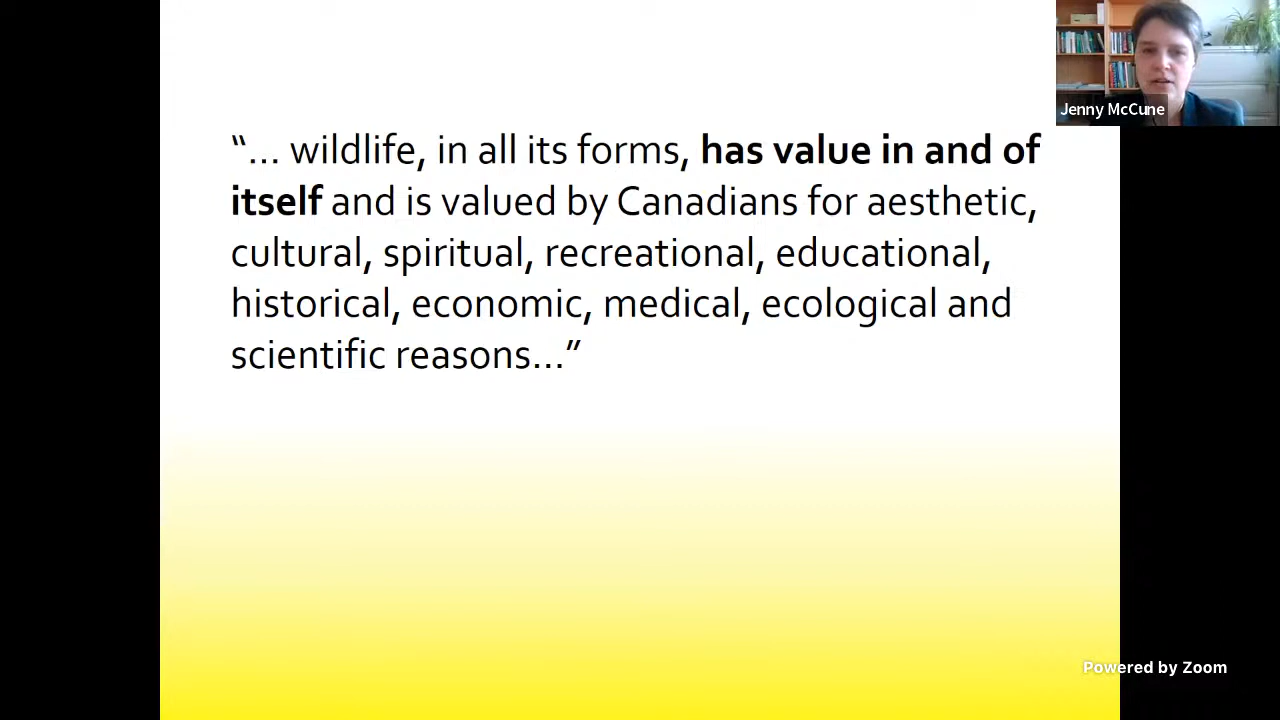 “... wildlife, in all its forms, has value in and of
itself and is valued by Canadians for aesthetic,
cultural, spiritual, recreational, educational,
historical, economic, medical, ecological and
scientific reasons...”
Jenny McCune
Powered by Zoom